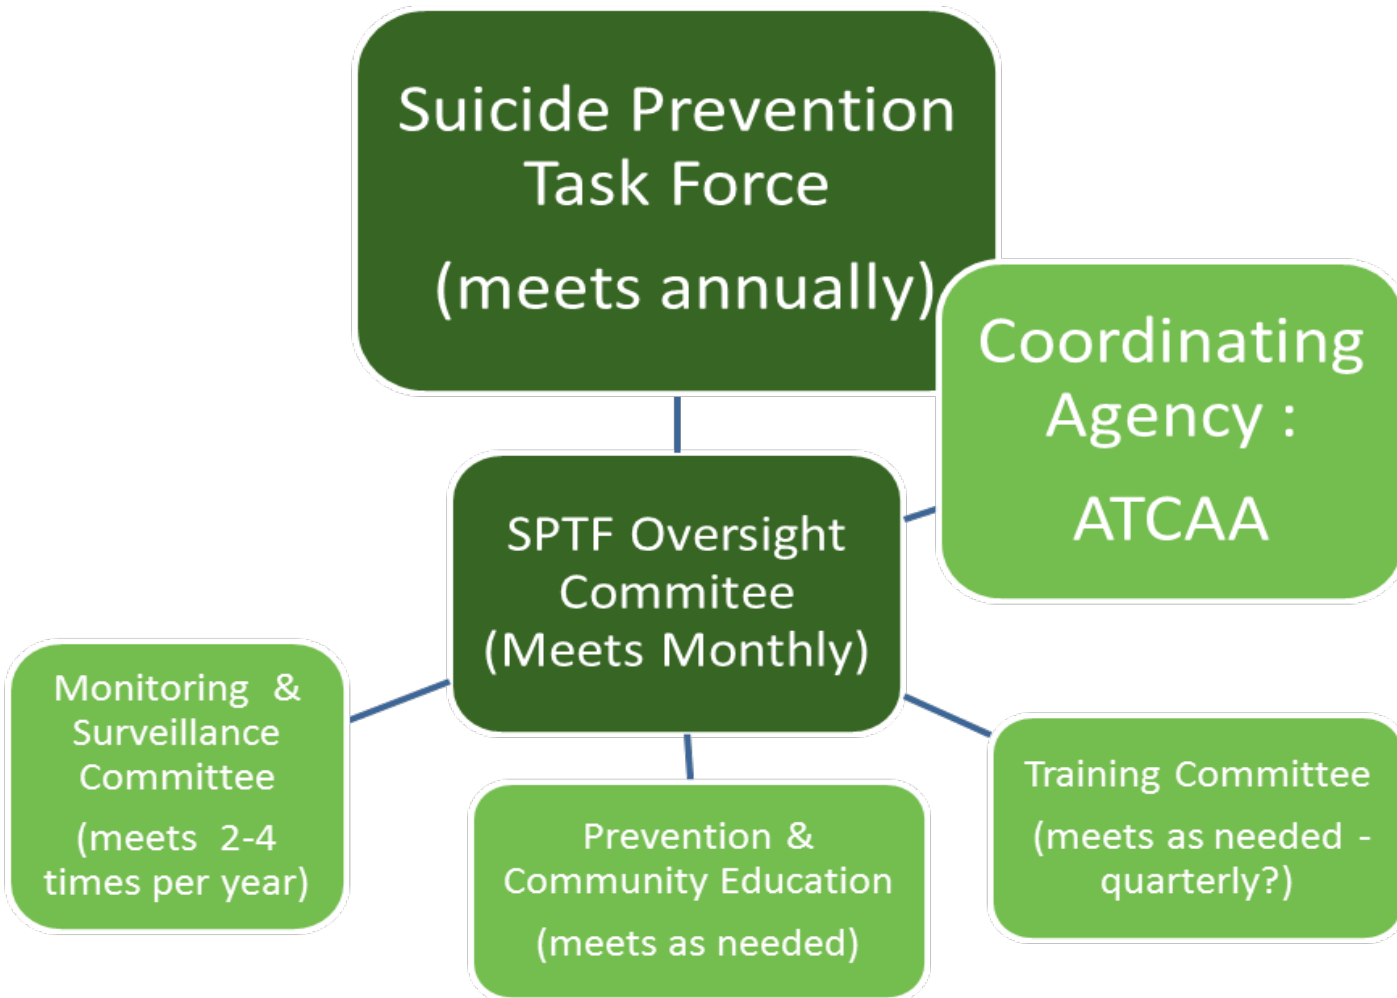 Suicide Prevention
Task Force
(meets annually)
Coordinating
Agency :
ATCAA
SPTF Oversight
Commitee
(Meets Monthly)
Monitoring &
Surveillance
Committee
(meets 2-4
times per year)
Prevention &
Community Education
(meets as needed)
Training Committee
(meets as needed -
quarterly?)